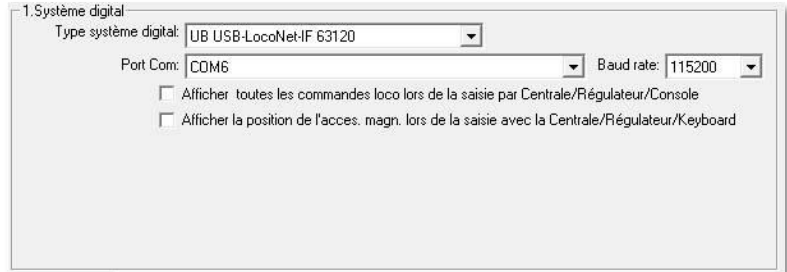 1.Système digital
Type système digital: UB USB-LocoNet-IF 63120
Port Com: COM6 Baud rate: 115200
Afficher toutes les commandes loco lors de la saisie par Centrale/Régulateur/Console
Afficher la position de l'acces. magn. lors de la saisie avec la Centrale/Régulateur/Keyboard